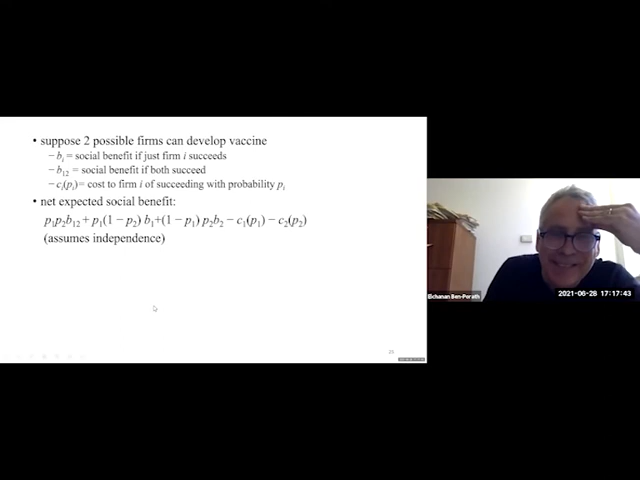 • suppose 2 possible firms can develop vaccine
– bᵢ = social benefit if just firm i succeeds
– b₁₂ = social benefit if both succeed
– cᵢ(pᵢ) = cost to firm i of succeeding with probability pᵢ
• net expected social benefit:
p₁p₂b₁₂ + p₁(1 − p₂) b₁+(1 − p₁) p₂b₂ − c₁(p₁) − c₂(p₂)
(assumes independence)
Elchanan Ben-Porath
2021-06-28 17:17:43